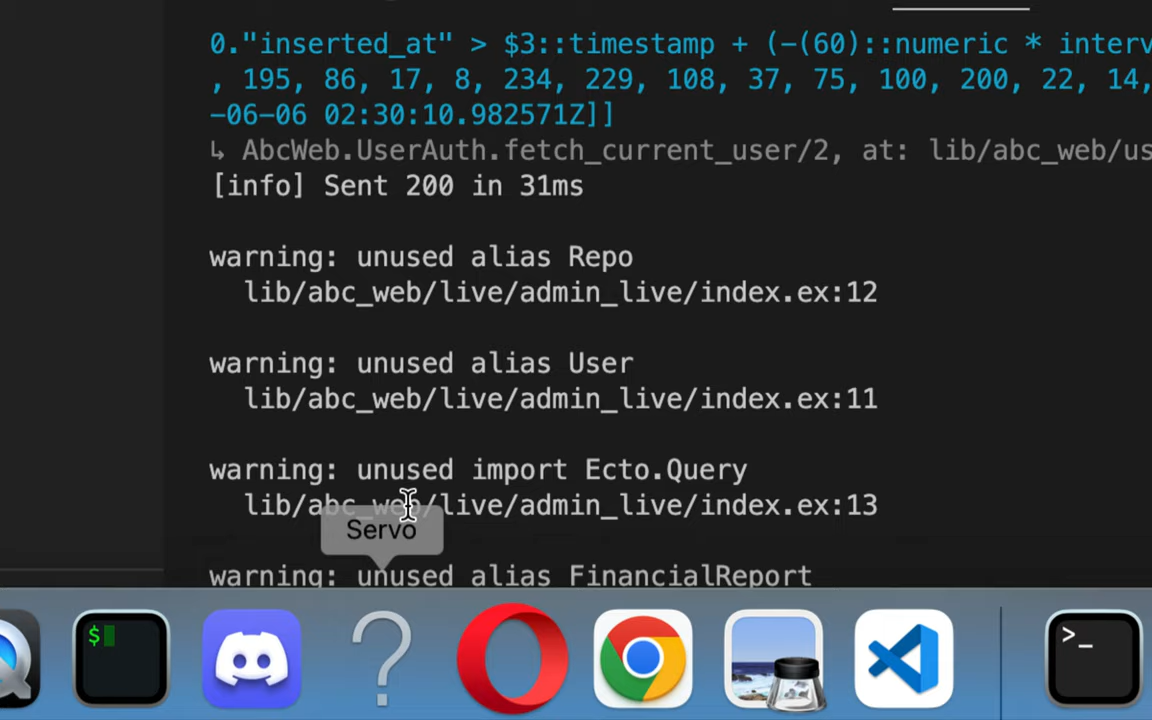 0."inserted_at" > $3::timestamp + (-(60)::numeric * interv
, 195, 86, 17, 8, 234, 229, 108, 37, 75, 100, 200, 22, 14,
-06-06 02:30:10.982571Z]]
↳ AbcWeb.UserAuth.fetch_current_user/2, at: lib/abc_web/us
[info] Sent 200 in 31ms
warning: unused alias Repo
lib/abc_web/live/admin_live/index.ex:12
warning: unused alias User
lib/abc_web/live/admin_live/index.ex:11
warning: unused import Ecto.Query
lib/abc_web/live/admin_live/index.ex:13
Servo
warning: unused alias FinancialReport
$
?
>_